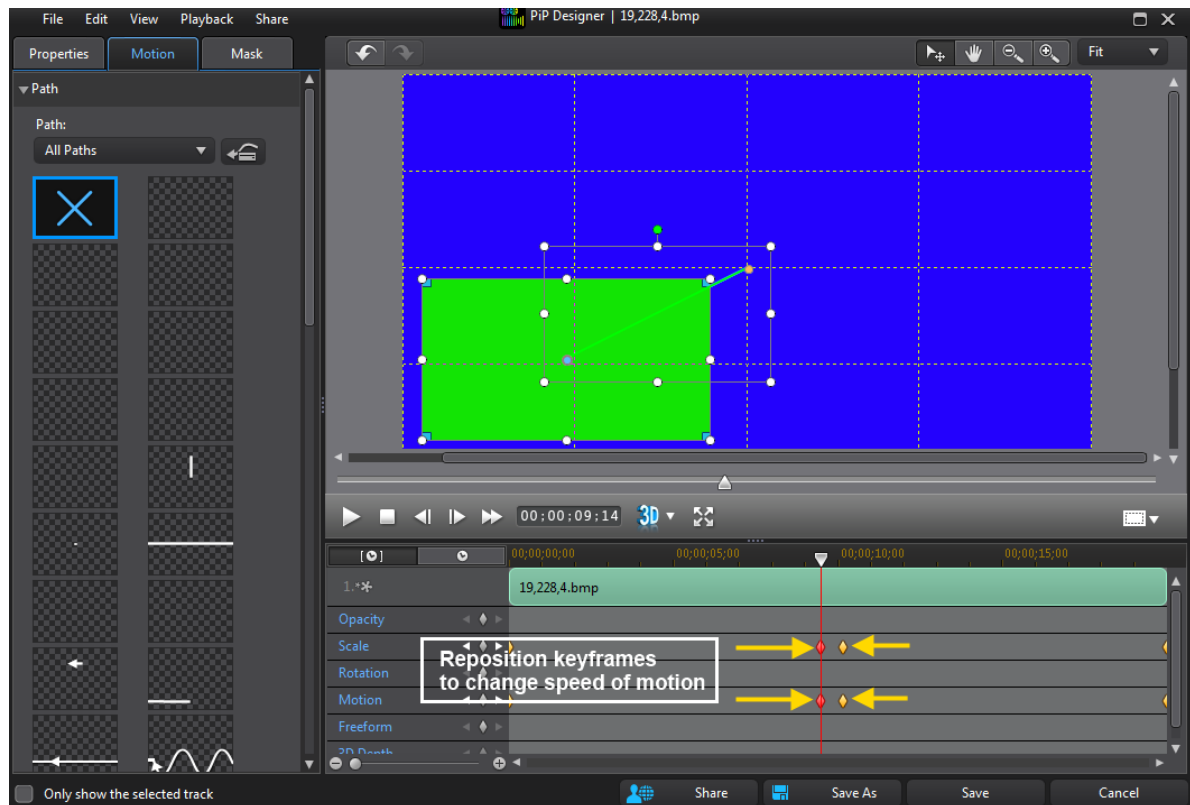 File Edit View Playback Share
PiP Designer | 19,228,4.bmp
Properties Motion Mask
Fit
Path
Path:
All Paths
00;00;09;14 3D
00;00;00;00 00;00;05;00 00;00;10;00 00;00;15;00
1.
19,228,4.bmp
Opacity
Scale
Reposition keyframes
to change speed of motion
Rotation
Motion
Freeform
3D Depth
Only show the selected track
Share Save As Save Cancel